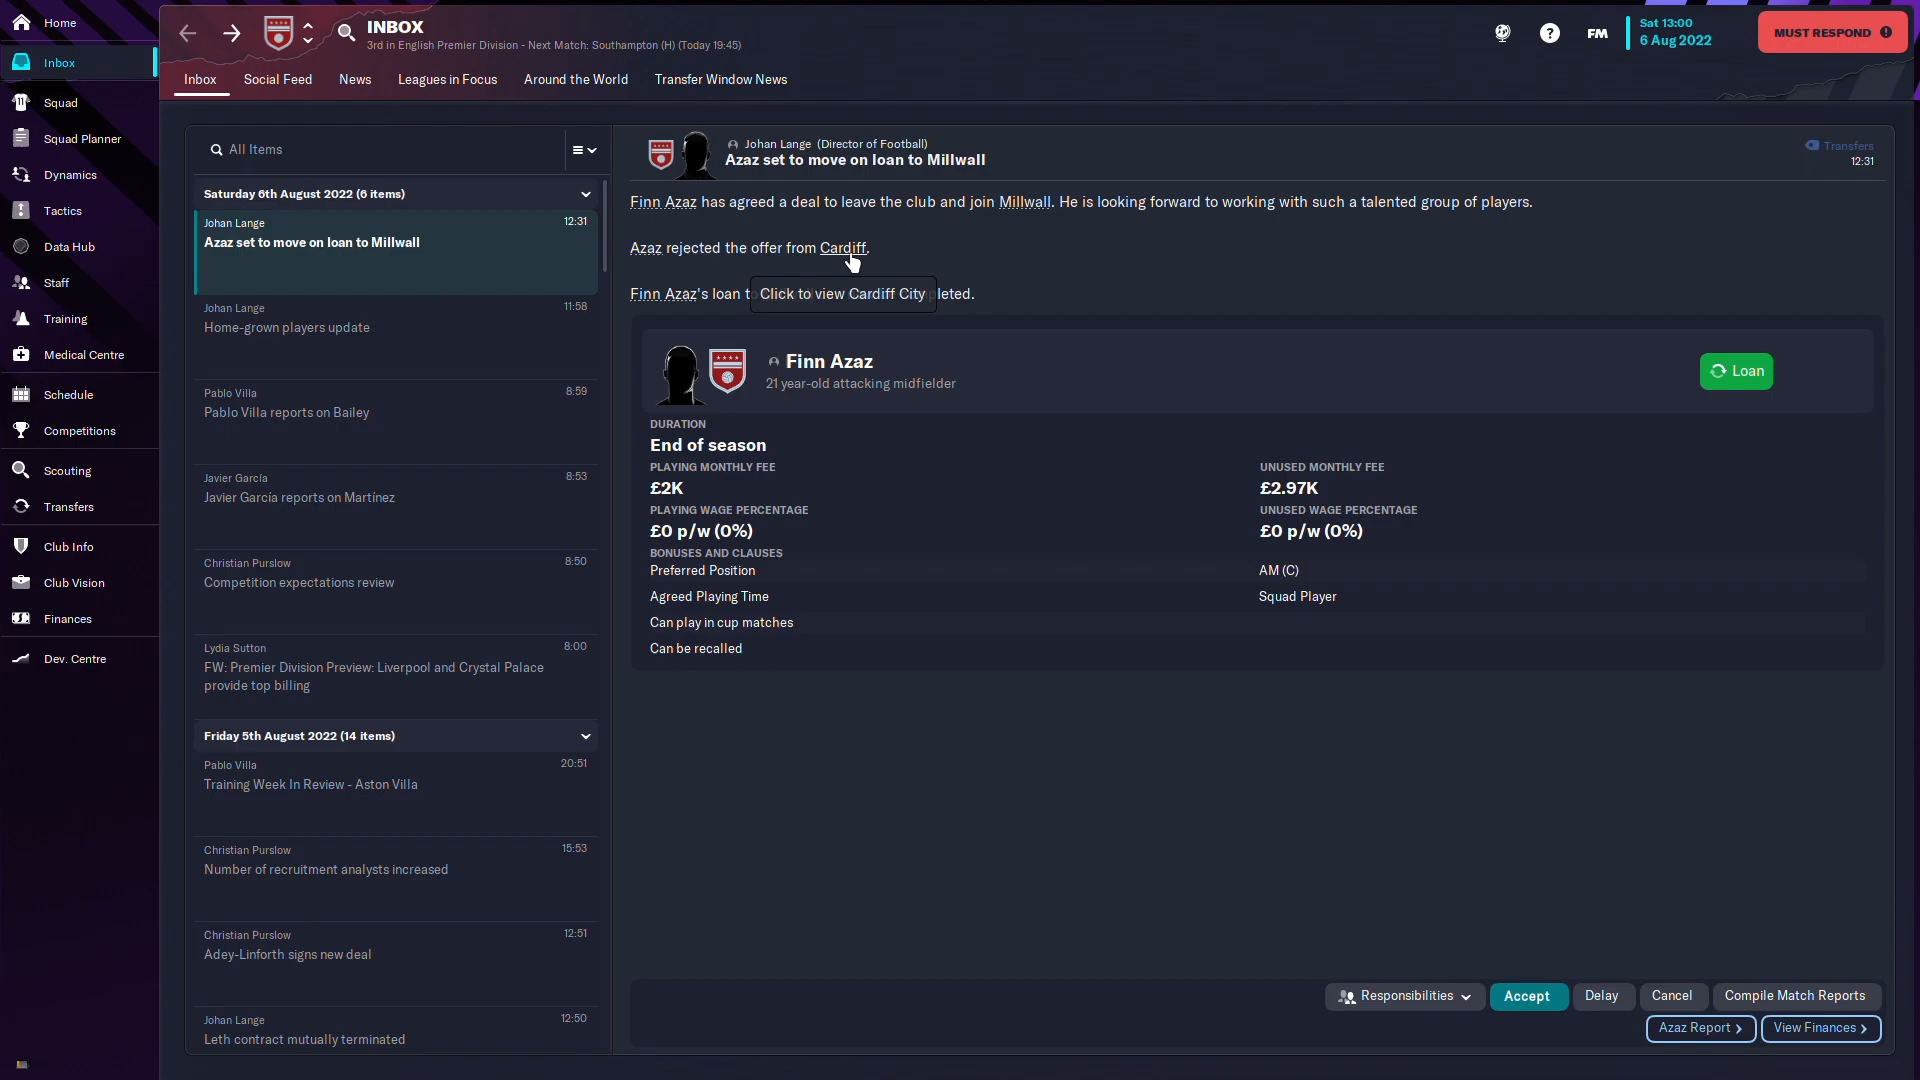 Home
Inbox
Squad
Squad Planner
Dynamics
Tactics
Data Hub
Staff
Training
Medical Centre
Schedule
Competitions
Scouting
Transfers
Club Info
Club Vision
Finances
Dev. Centre
INBOX
3rd in English Premier Division - Next Match: Southampton (H) (Today 19:45)
FM
Sat 13:00
6 Aug 2022
MUST RESPOND
Inbox Social Feed News Leagues in Focus Around the World Transfer Window News
All Items
Saturday 6th August 2022 (6 items)
Johan Lange 12:31
Azaz set to move on loan to Millwall
Johan Lange 11:58
Home-grown players update
Pablo Villa 8:59
Pablo Villa reports on Bailey
Javier García 8:53
Javier García reports on Martínez
Christian Purslow 8:50
Competition expectations review
Lydia Sutton 8:00
FW: Premier Division Preview: Liverpool and Crystal Palace
provide top billing
Friday 5th August 2022 (14 items)
Pablo Villa 20:51
Training Week In Review - Aston Villa
Christian Purslow 15:53
Number of recruitment analysts increased
Christian Purslow 12:51
Adey-Linforth signs new deal
Johan Lange 12:50
Leth contract mutually terminated
Johan Lange (Director of Football)
Azaz set to move on loan to Millwall
Transfers
12:31
Finn Azaz has agreed a deal to leave the club and join Millwall. He is looking forward to working with such a talented group of players.
Azaz rejected the offer from Cardiff.
Finn Azaz's loan t leted.
Click to view Cardiff City
Finn Azaz
21 year-old attacking midfielder
Loan
DURATION
End of season
PLAYING MONTHLY FEE UNUSED MONTHLY FEE
£2K £2.97K
PLAYING WAGE PERCENTAGE UNUSED WAGE PERCENTAGE
£0 p/w (0%) £0 p/w (0%)
BONUSES AND CLAUSES
Preferred Position AM (C)
Agreed Playing Time Squad Player
Can play in cup matches
Can be recalled
Responsibilities Accept Delay Cancel Compile Match Reports
Azaz Report View Finances